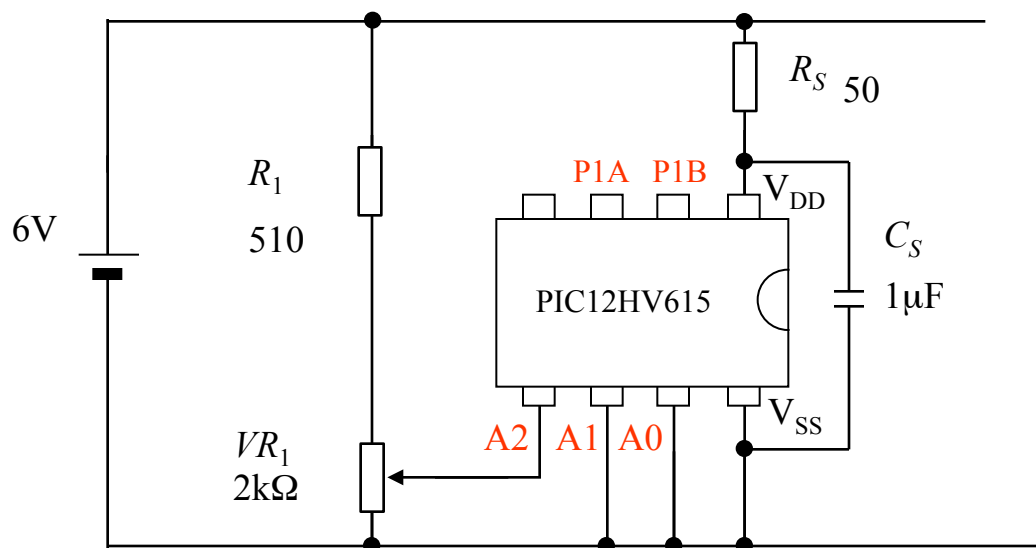 R_S 50
R_1
510
P1A P1B
V_DD
6V
C_S
1μF
PIC12HV615
V_SS
A2 A1 A0
VR_1
2kΩ